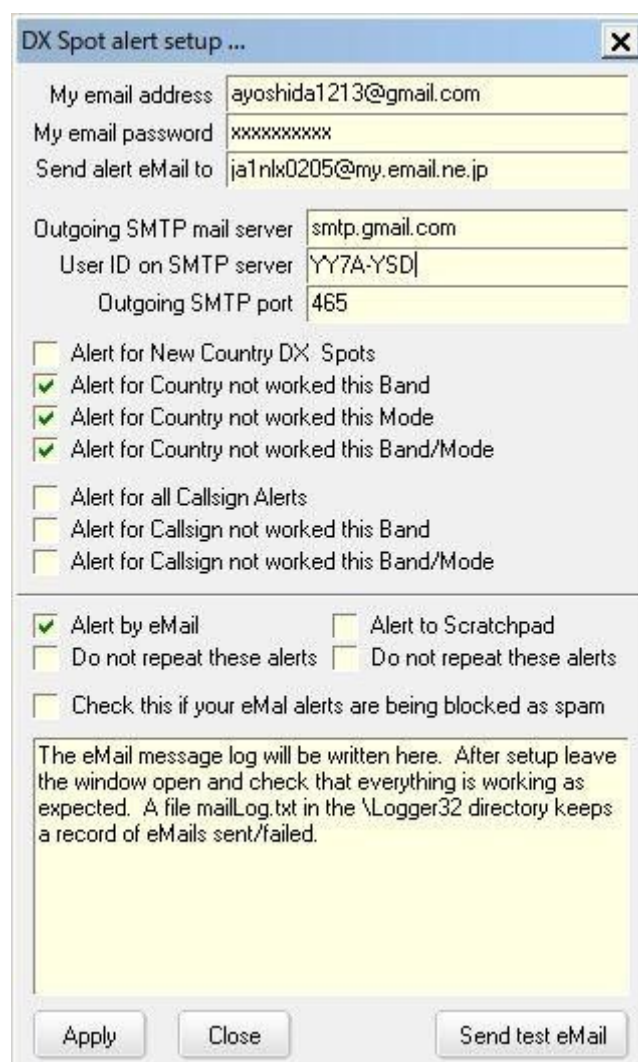 DX Spot alert setup ...
My email address ayoshida1213@gmail.com
My email password xxxxxxxxxx
Send alert eMail to ja1nlx0205@my.email.ne.jp
Outgoing SMTP mail server smtp.gmail.com
User ID on SMTP server YY7A-YSD
Outgoing SMTP port 465
Alert for New Country DX Spots
Alert for Country not worked this Band
Alert for Country not worked this Mode
Alert for Country not worked this Band/Mode
Alert for all Callsign Alerts
Alert for Callsign not worked this Band
Alert for Callsign not worked this Band/Mode
Alert by eMail Alert to Scratchpad
Do not repeat these alerts Do not repeat these alerts
Check this if your eMal alerts are being blocked as spam
The eMail message log will be written here. After setup leave
the window open and check that everything is working as
expected. A file mailLog.txt in the \Logger32 directory keeps
a record of eMails sent/failed.
Apply Close Send test eMail